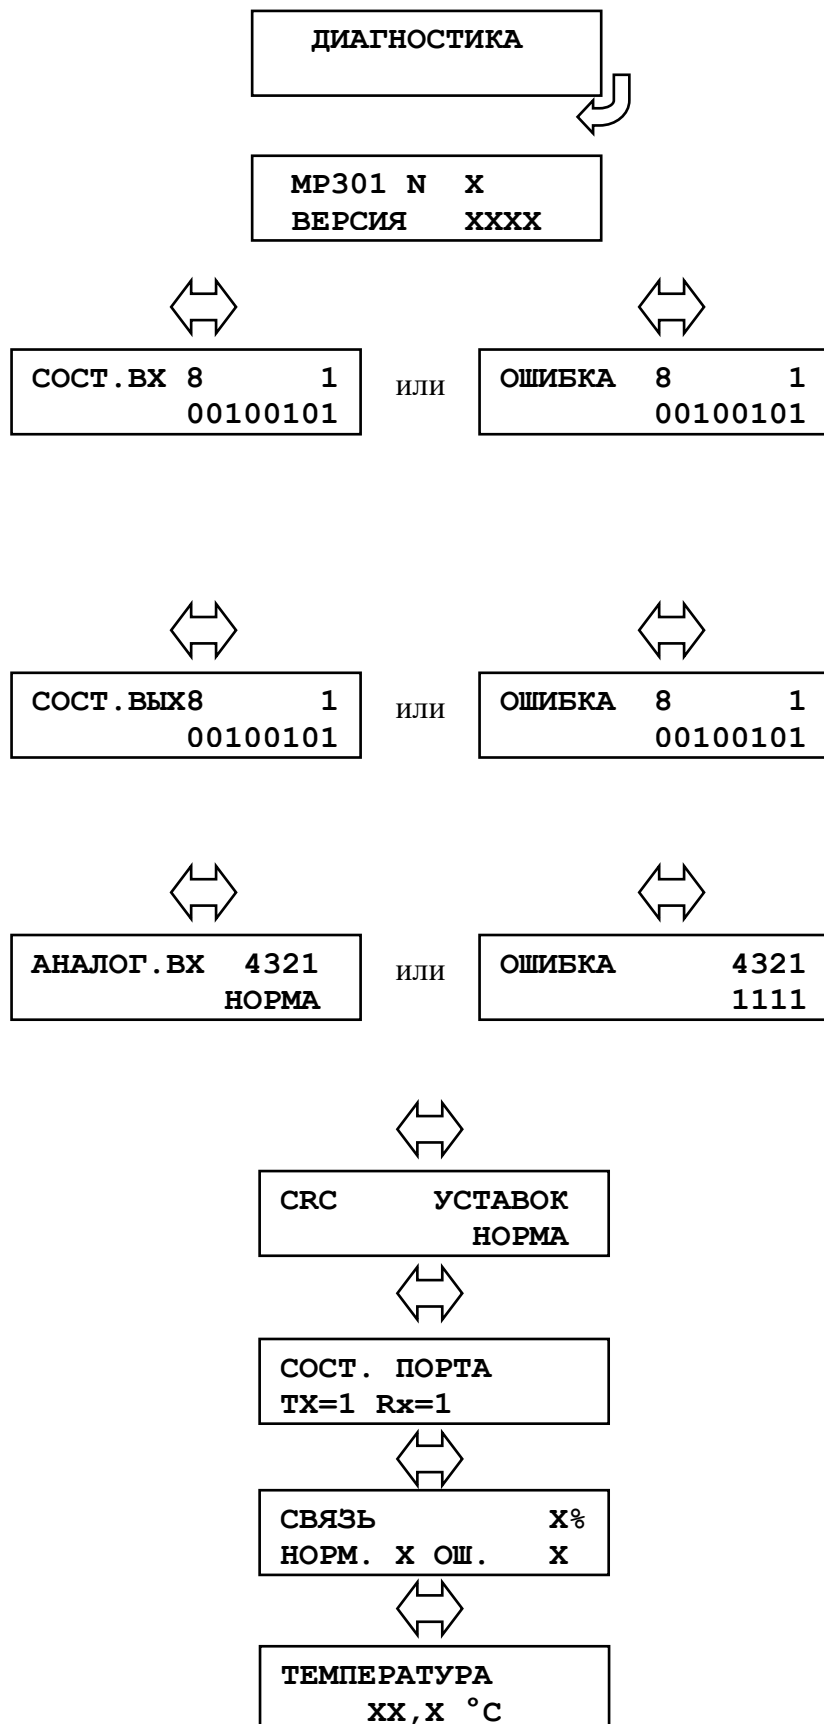 ДИАГНОСТИКА
МР301 N X
ВЕРСИЯ XXXX
СОСТ.ВХ 8 1
00100101
или
ОШИБКА 8 1
00100101
СОСТ.ВЫХ8 1
00100101
или
ОШИБКА 8 1
00100101
АНАЛОГ.ВХ 4321
НОРМА
или
ОШИБКА 4321
1111
CRC УСТАВОК
НОРМА
СОСТ. ПОРТА
TX=1 Rx=1
СВЯЗЬ X%
НОРМ. X ОШ. X
ТЕМПЕРАТУРА
XX,X °C